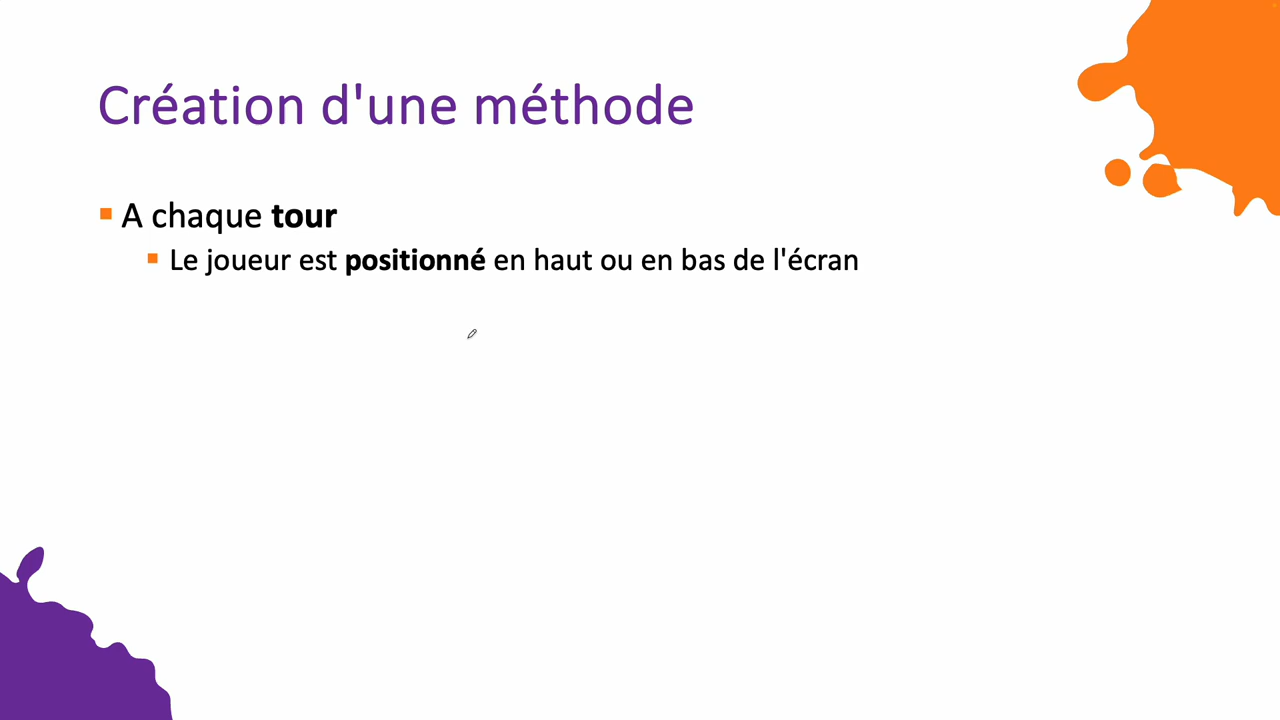 Création d'une méthode
A chaque tour
Le joueur est positionné en haut ou en bas de l'écran